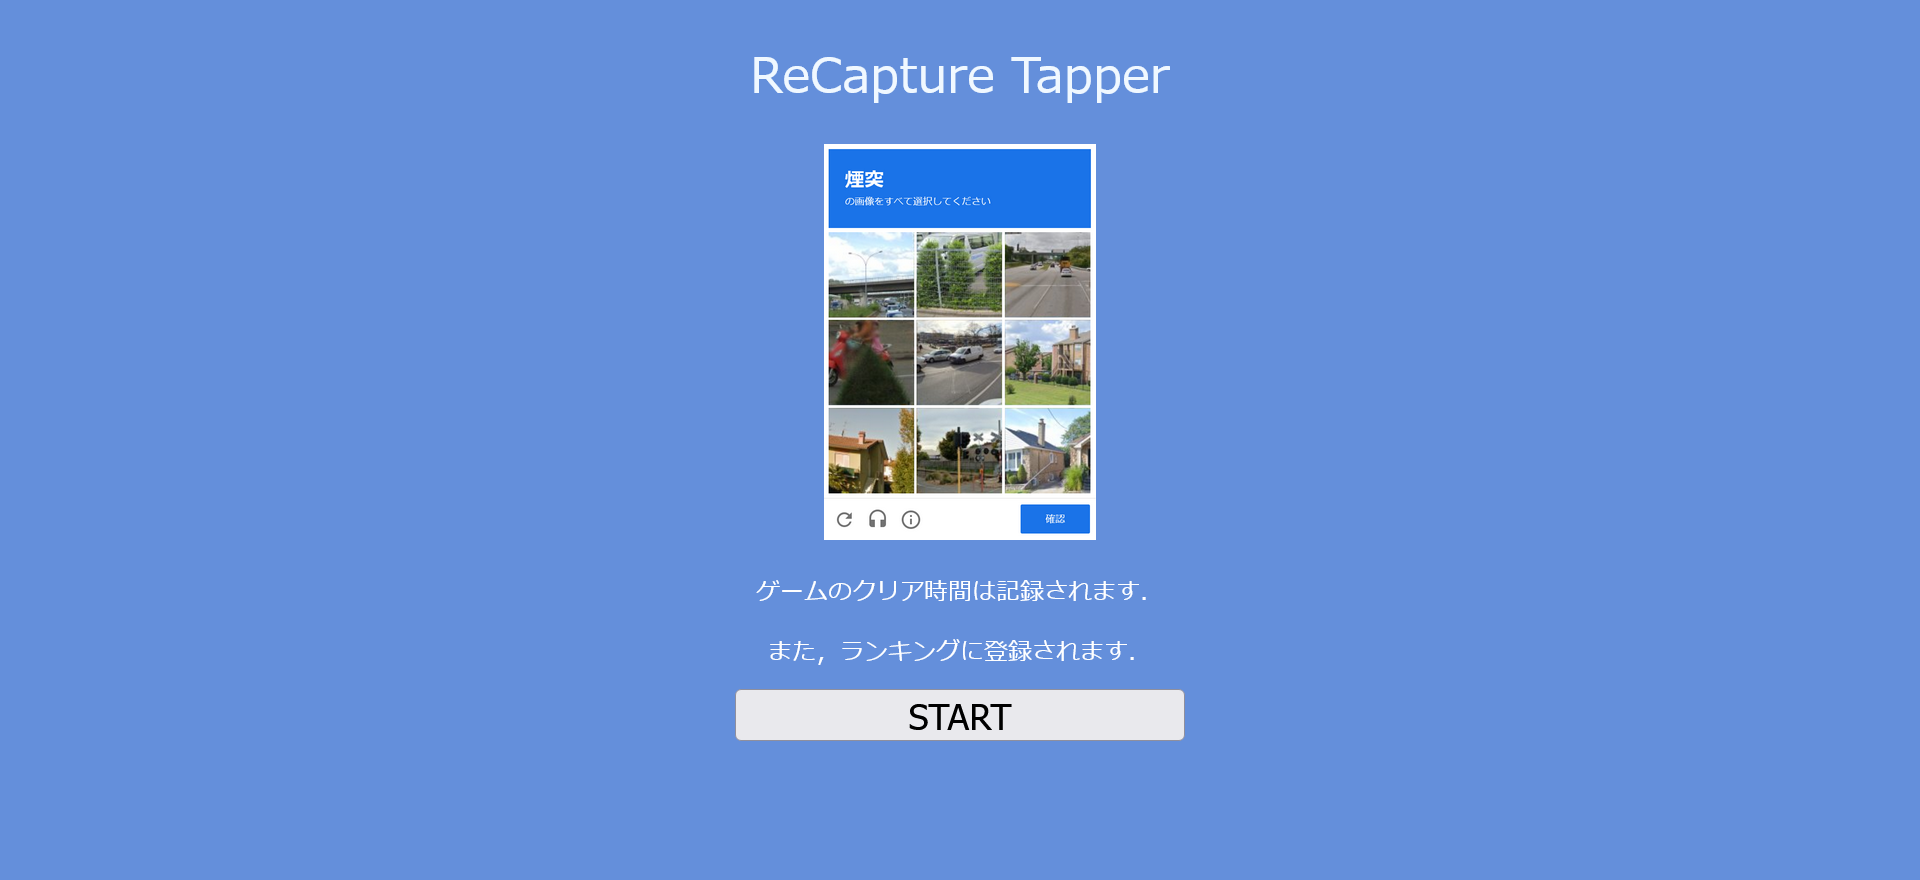 ReCapture Tapper
煙突
の画像をすべて選択してください
確認
ゲームのクリア時間は記録されます.
また, ランキングに登録されます.
START